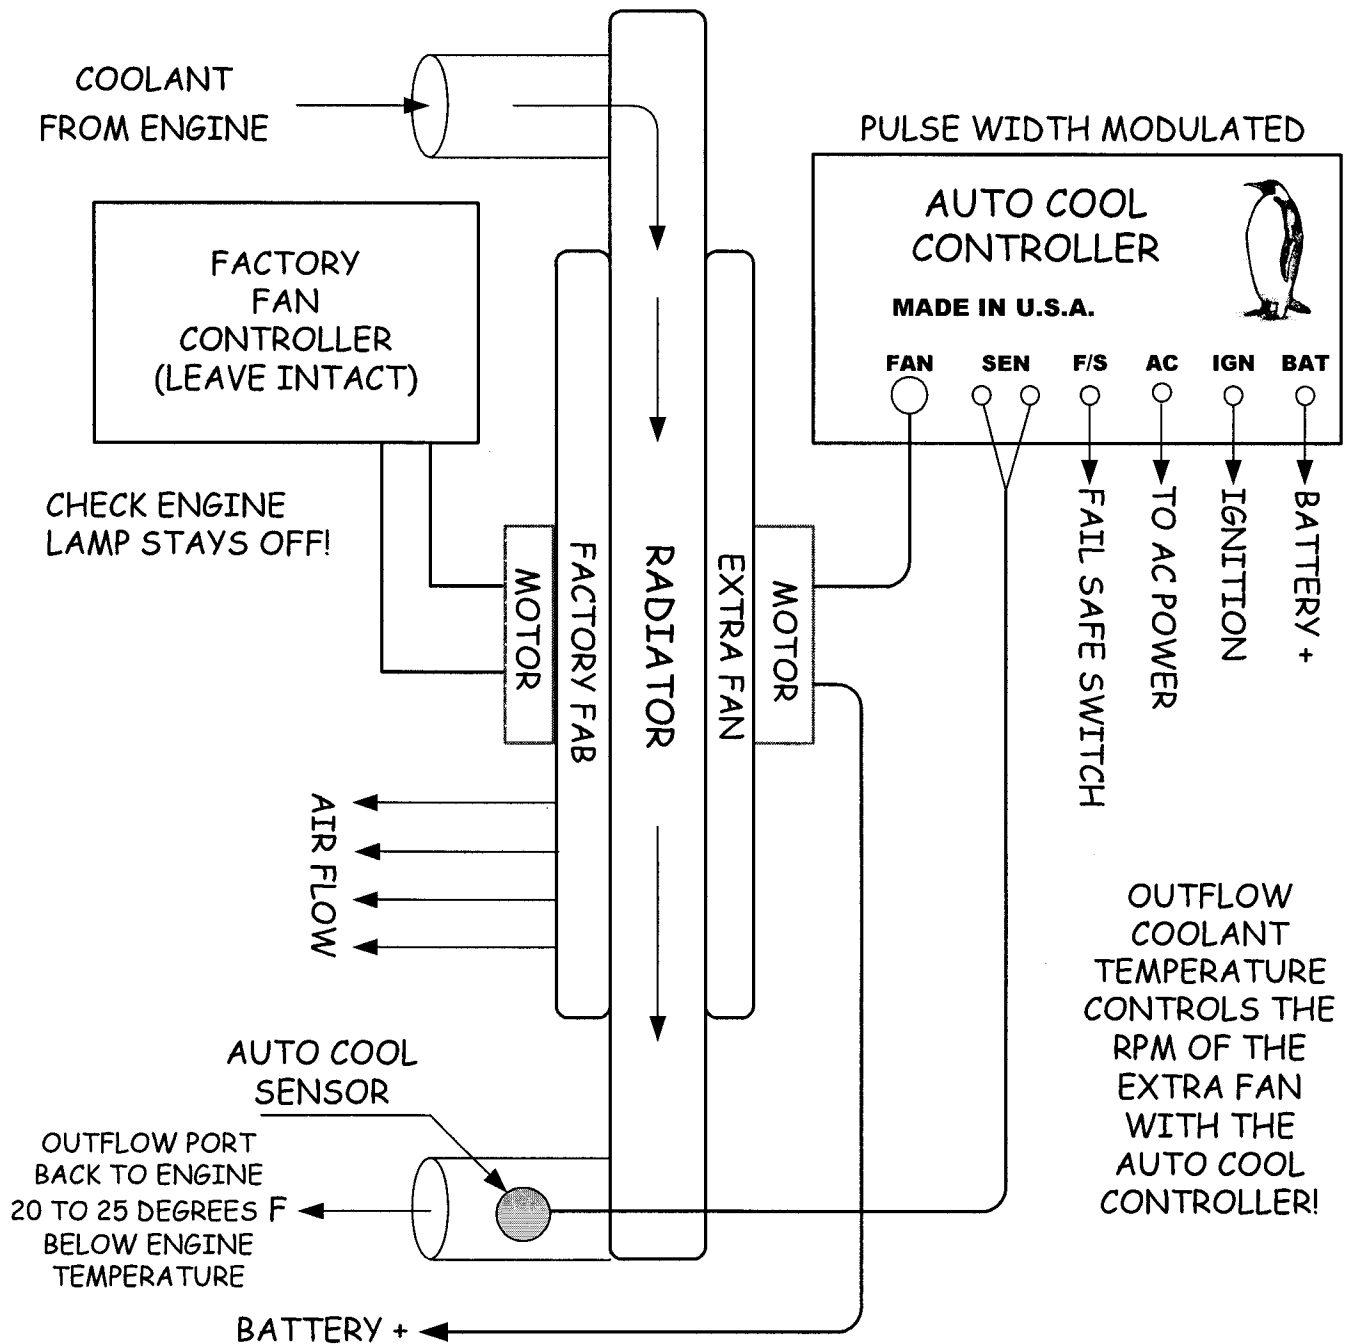 COOLANT
FROM ENGINE
PULSE WIDTH MODULATED
AUTO COOL
CONTROLLER
MADE IN U.S.A.
FAN SEN F/S AC IGN BAT
FACTORY
FAN
CONTROLLER
(LEAVE INTACT)
CHECK ENGINE
LAMP STAYS OFF!
MOTOR
FACTORY FAB
RADIATOR
EXTRA FAN
MOTOR
FAIL SAFE SWITCH
TO AC POWER
IGNITION
BATTERY +
AIR FLOW
OUTFLOW
COOLANT
TEMPERATURE
CONTROLS THE
RPM OF THE
EXTRA FAN
WITH THE
AUTO COOL
CONTROLLER!
AUTO COOL
SENSOR
OUTFLOW PORT
BACK TO ENGINE
20 TO 25 DEGREES F
BELOW ENGINE
TEMPERATURE
BATTERY +